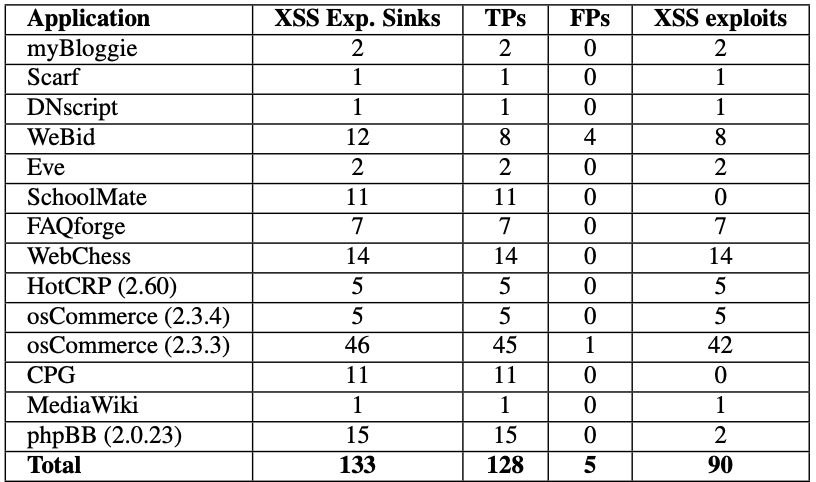 Application XSS Exp. Sinks TPs FPs XSS exploits
myBloggie 2 2 0 2
Scarf 1 1 0 1
DNscript 1 1 0 1
WeBid 12 8 4 8
Eve 2 2 0 2
SchoolMate 11 11 0 0
FAQforge 7 7 0 7
WebChess 14 14 0 14
HotCRP (2.60) 5 5 0 5
osCommerce (2.3.4) 5 5 0 5
osCommerce (2.3.3) 46 45 1 42
CPG 11 11 0 0
MediaWiki 1 1 0 1
phpBB (2.0.23) 15 15 0 2
Total 133 128 5 90